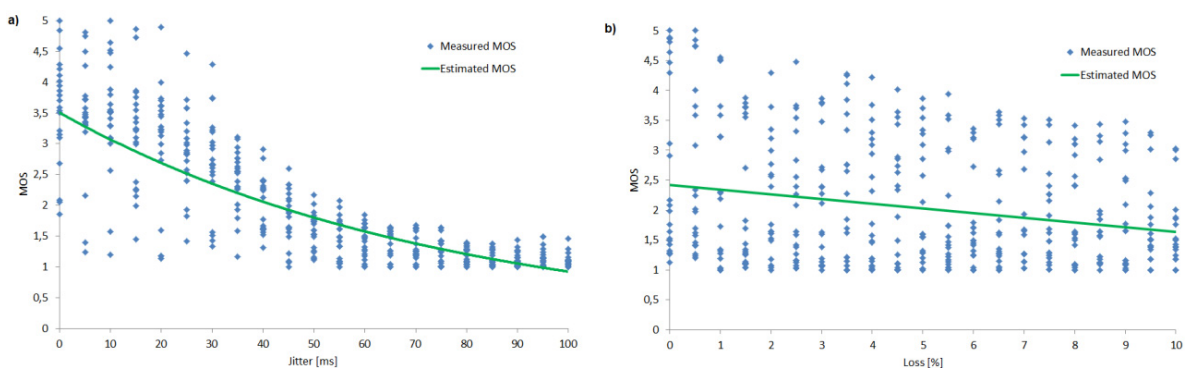 a)
5
4,5
4
3,5
3
2,5
2
1,5
1
0,5
0
MOS
0 10 20 30 40 50 60 70 80 90 100
Jitter [ms]
Measured MOS
Estimated MOS
b)
5
4,5
4
3,5
3
2,5
2
1,5
1
0,5
0
MOS
0 1 2 3 4 5 6 7 8 9 10
Loss [%]
Measured MOS
Estimated MOS